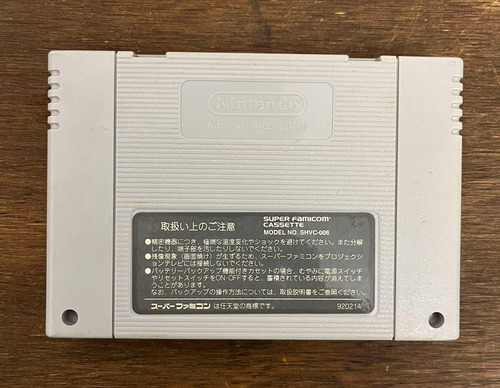 Nintendo
PAT. PEND. MADE IN JAPAN
取扱い上のご注意
SUPER FAMICOM™
CASSETTE
MODEL NO. SHVC-006
●精密機器につき、極端な温度変化やショックを避けてください。また分解
したり、端子部を汚したりしないでください。
●残像現象（画面焼け）が生ずるため、スーパーファミコンをプロジェクショ
ンテレビには接続しないでください。
●バッテリーバックアップ機能付きカセットの場合、むやみに電源スイッチ
やリセットスイッチをON･OFFすると、蓄積されている内容が消えてしま
うことがあります。
なお、バックアップの操作方法については、取扱説明書をご参照ください。
スーパーファミコン は任天堂の商標です。
920214